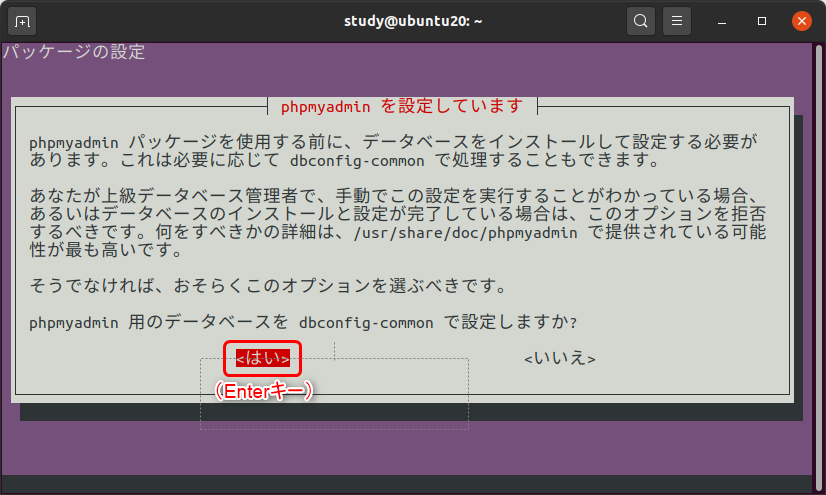 study@ubuntu20: ~
パッケージの設定
phpmyadmin を設定しています
phpmyadmin パッケージを使用する前に、データベースをインストールして設定する必要が
あります。これは必要に応じて dbconfig-common で処理することもできます。
あなたが上級データベース管理者で、手動でこの設定を実行することがわかっている場合、
あるいはデータベースのインストールと設定が完了している場合は、このオプションを拒否
するべきです。何をすべきかの詳細は、/usr/share/doc/phpmyadmin で提供されている可能
性が最も高いです。
そうでなければ、おそらくこのオプションを選ぶべきです。
phpmyadmin 用のデータベースを dbconfig-common で設定しますか?
<はい> <いいえ>
（Enterキー）